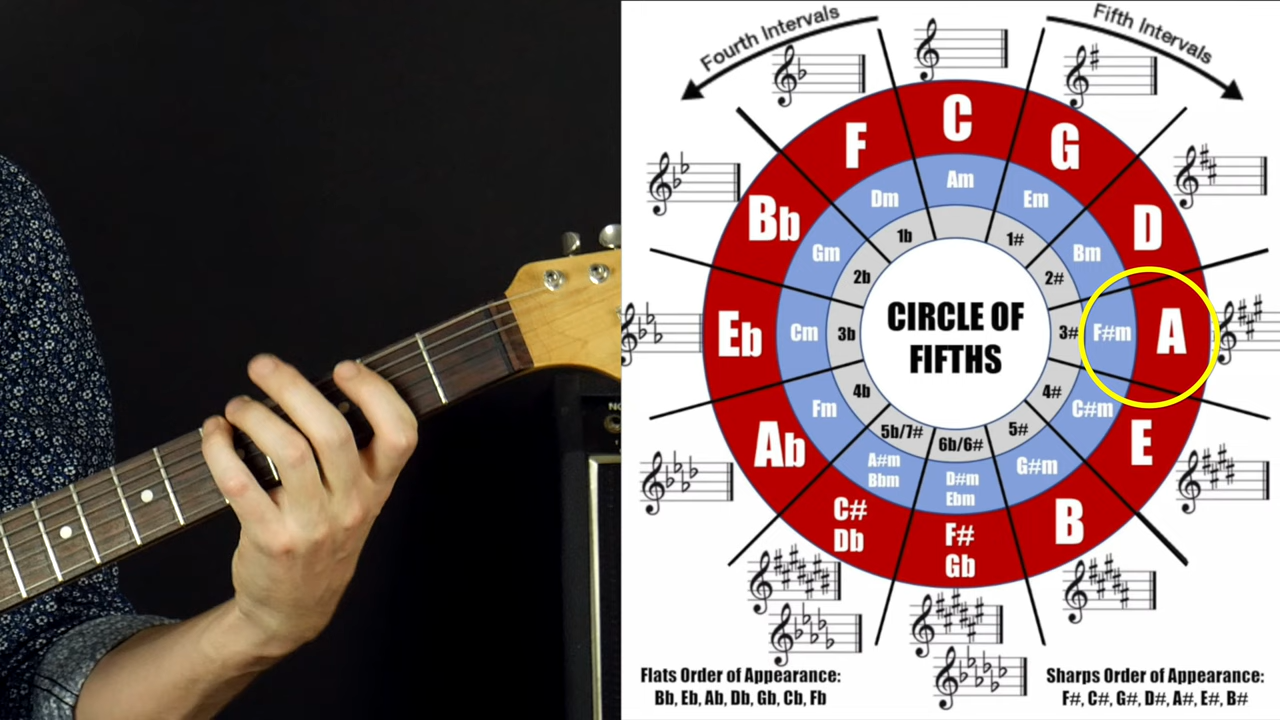 Fourth Intervals
Fifth Intervals
C
G
D
A
E
B
F#
Gb
C#
Db
Ab
Eb
Bb
F
Am
Em
Bm
F#m
C#m
G#m
D#m
Ebm
A#m
Bbm
Fm
Cm
Gm
Dm
1#
2#
3#
4#
5#
6b/6#
5b/7#
4b
3b
2b
1b
CIRCLE OF
FIFTHS
Flats Order of Appearance:
Bb, Eb, Ab, Db, Gb, Cb, Fb
Sharps Order of Appearance:
F#, C#, G#, D#, A#, E#, B#